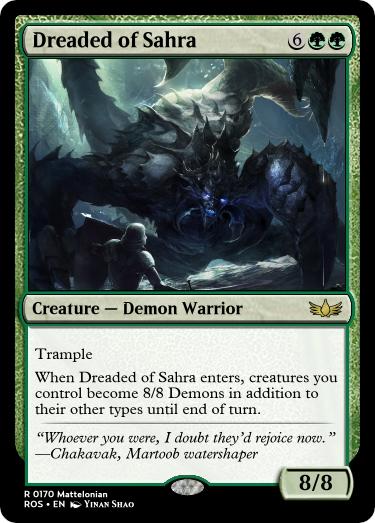 Dreaded of Sahra 6
Creature — Demon Warrior
Trample
When Dreaded of Sahra enters, creatures you
control become 8/8 Demons in addition to
their other types until end of turn.
“Whoever you were, I doubt they’d rejoice now.”
—Chakavak, Martoob watershaper
8/8
R 0170 Mattelonian
ROS • EN Yinan Shao